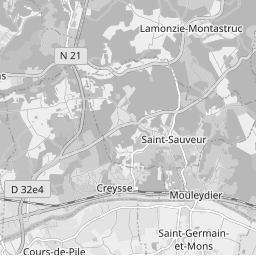 Lamonzie-Montastruc
N 21
Saint-Sauveur
D 32e4
Creysse
Mouleydier
Saint-Germain-
et-Mons
Cours-de-Pile